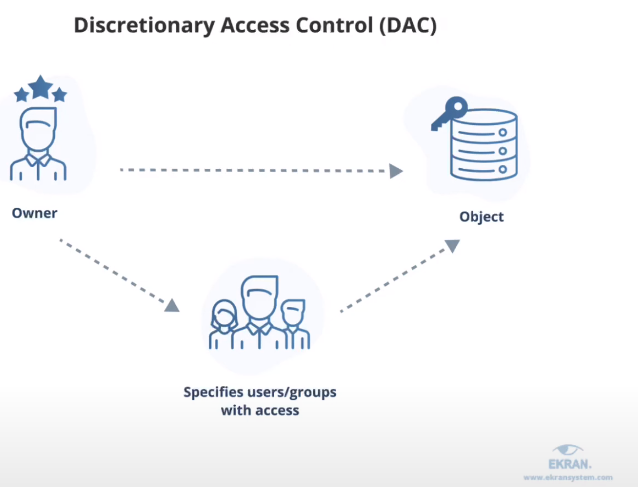 Discretionary Access Control (DAC)
Owner
Object
Specifies users/groups
with access
EKRAN.
www.ekransystem.com